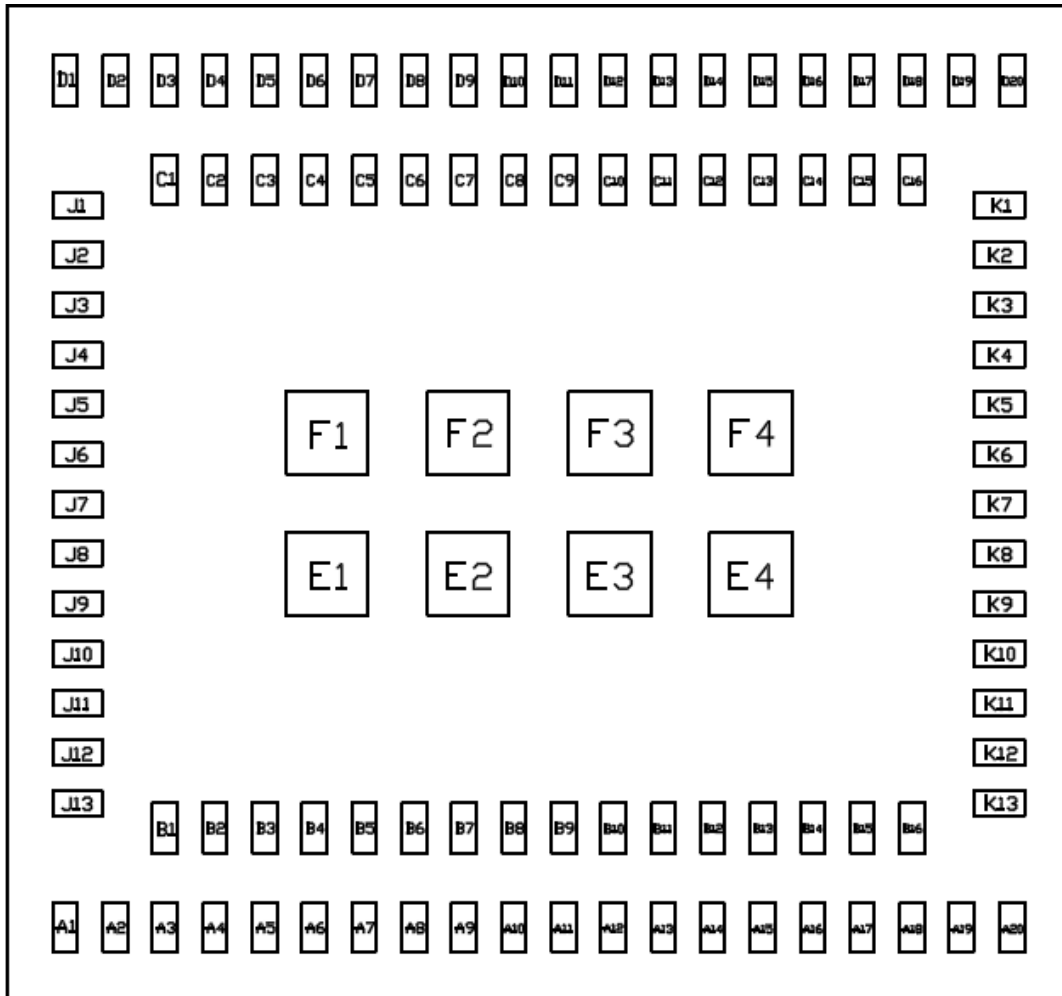 D1 D2 D3 D4 D5 D6 D7 D8 D9 D10 D11 D12 D13 D14 D15 D16 D17 D18 D19 D20
C1 C2 C3 C4 C5 C6 C7 C8 C9 C10 C11 C12 C13 C14 C15 C16
J1 K1
J2 K2
J3 K3
J4 K4
J5 K5
F1 F2 F3 F4
J6 K6
J7 K7
J8 K8
E1 E2 E3 E4
J9 K9
J10 K10
J11 K11
J12 K12
J13 K13
B1 B2 B3 B4 B5 B6 B7 B8 B9 B10 B11 B12 B13 B14 B15 B16
A1 A2 A3 A4 A5 A6 A7 A8 A9 A10 A11 A12 A13 A14 A15 A16 A17 A18 A19 A20